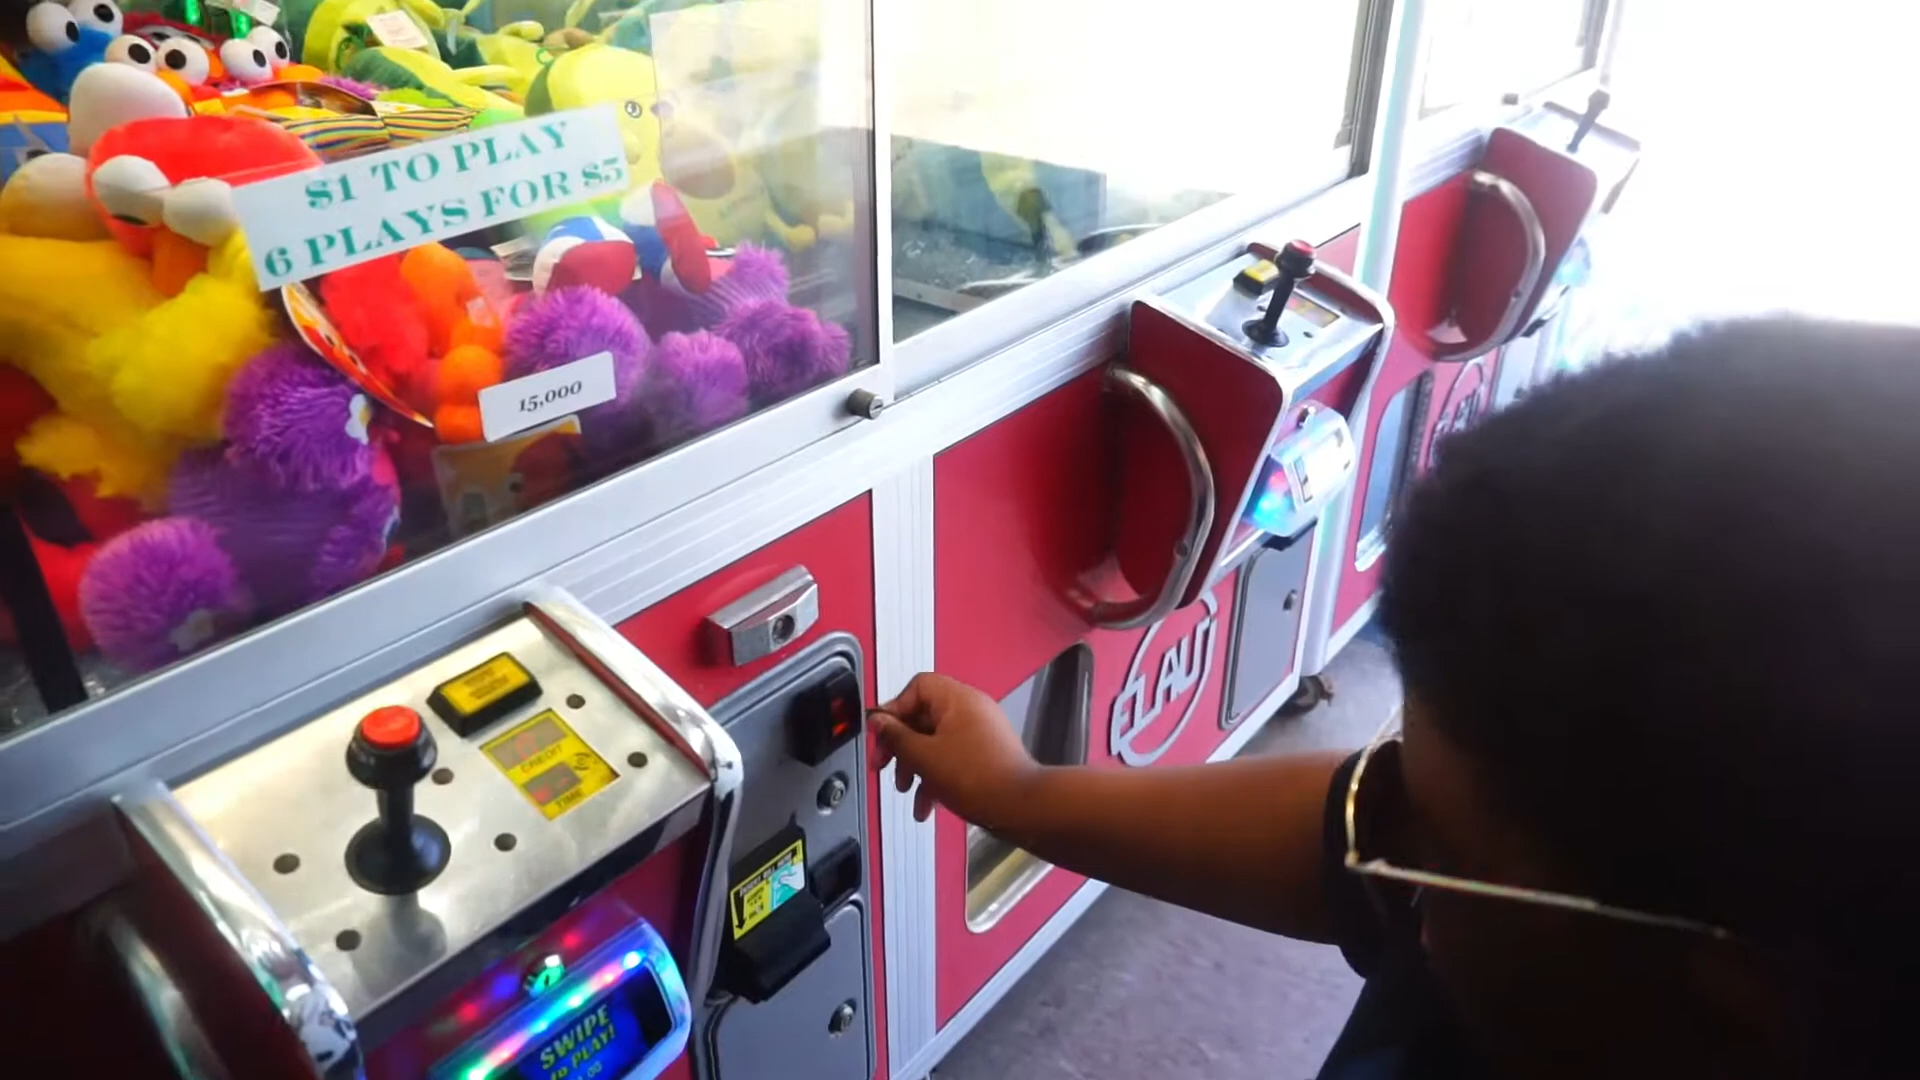 $1 TO PLAY
6 PLAYS FOR $5
15,000
CREDIT
TIME
ELAUT
SWIPE
TO PLAY!